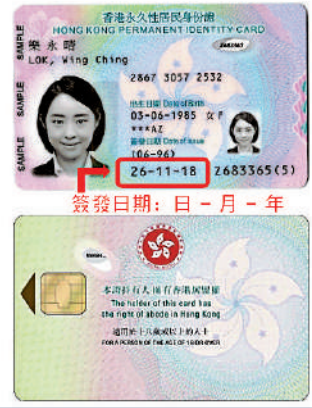 香港永久性居民身份證
HONG KONG PERMANENT IDENTITY CARD
SAMPLE
SAMPLE
SAMPLE
樂永晴
LOK, Wing Ching
2867 3057 2532
出生日期 Date of Birth
03-06-1985 女 F
***AZ
簽發日期 Date of Issue
(06-96)
26-11-18
Z683365(5)
簽發日期：日-月-年
本證持有人擁有香港居留權
The holder of this card has
the right of abode in Hong Kong
適用於十八歲或以上的人士
FOR A PERSON OF THE AGE OF 18 OR OVER